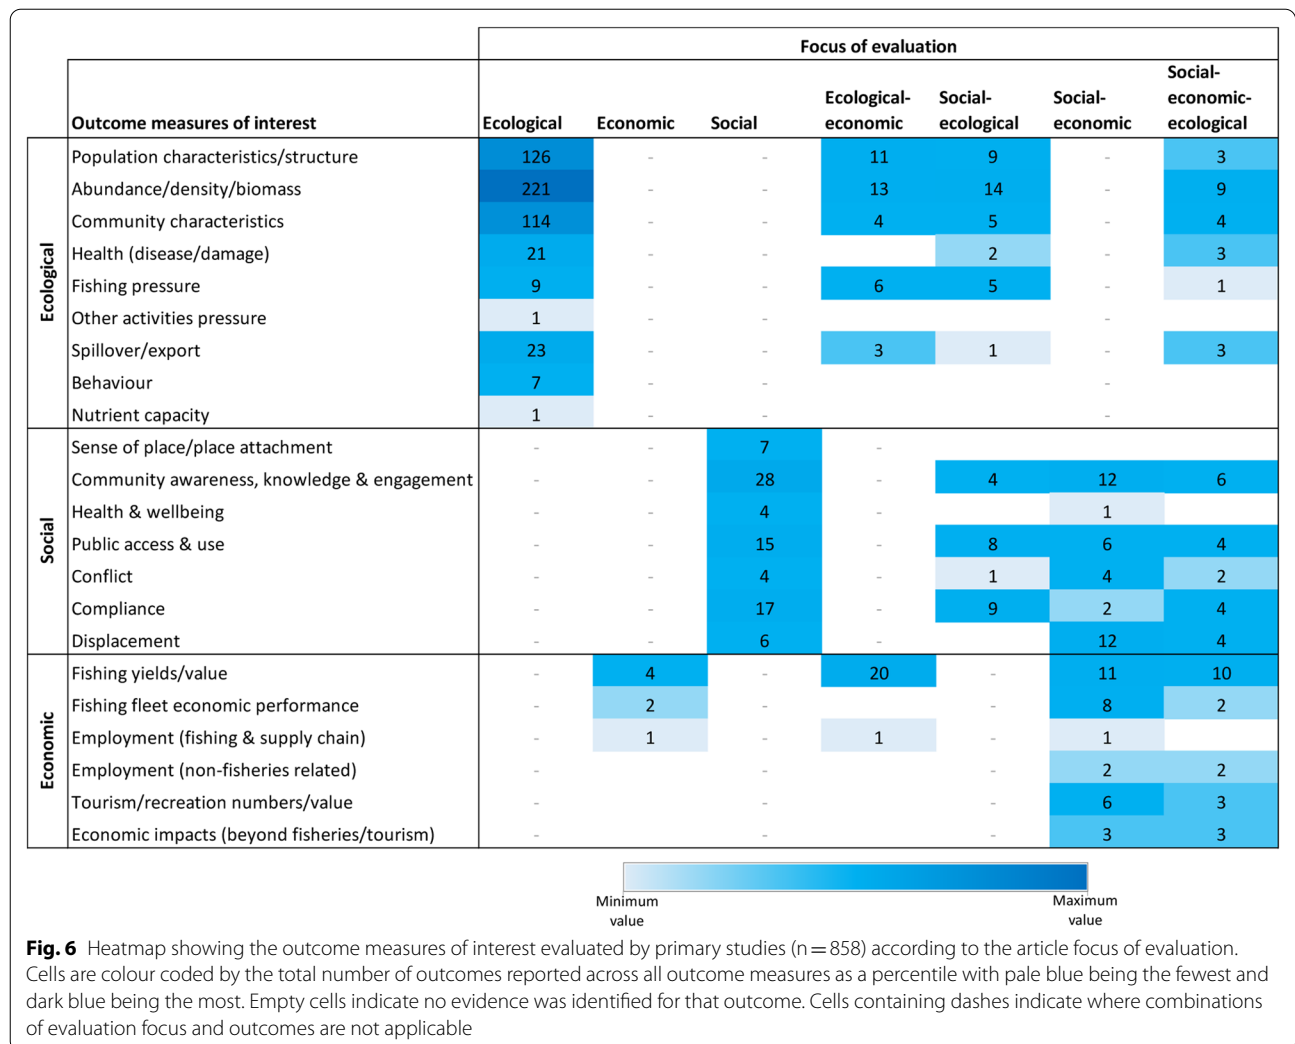 Focus of evaluation
Outcome measures of interest Ecological Economic Social Ecological-economic Social-ecological Social-economic Social-economic-ecological
Ecological
Population characteristics/structure 126 - - 11 9 - 3
Abundance/density/biomass 221 - - 13 14 - 9
Community characteristics 114 - - 4 5 - 4
Health (disease/damage) 21 - - 2 - 3
Fishing pressure 9 - - 6 5 - 1
Other activities pressure 1 - - -
Spillover/export 23 - - 3 1 - 3
Behaviour 7 - - -
Nutrient capacity 1 - - -
Social
Sense of place/place attachment - - 7 -
Community awareness, knowledge & engagement - - 28 - 4 12 6
Health & wellbeing - - 4 - 1
Public access & use - - 15 - 8 6 4
Conflict - - 4 - 1 4 2
Compliance - - 17 - 9 2 4
Displacement - - 6 - 12 4
Economic
Fishing yields/value - 4 - 20 - 11 10
Fishing fleet economic performance - 2 - - 8 2
Employment (fishing & supply chain) - 1 - 1 - 1
Employment (non-fisheries related) - - - 2 2
Tourism/recreation numbers/value - - - 6 3
Economic impacts (beyond fisheries/tourism) - - - 3 3
Minimum value
Maximum value
Fig. 6 Heatmap showing the outcome measures of interest evaluated by primary studies (n = 858) according to the article focus of evaluation.
Cells are colour coded by the total number of outcomes reported across all outcome measures as a percentile with pale blue being the fewest and
dark blue being the most. Empty cells indicate no evidence was identified for that outcome. Cells containing dashes indicate where combinations
of evaluation focus and outcomes are not applicable